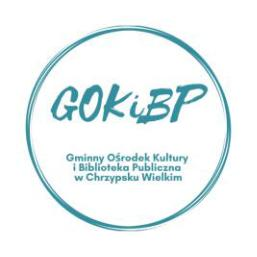 GOKiBP
Gminny Ośrodek Kultury
i Biblioteka Publiczna
w Chrzypsku Wielkim